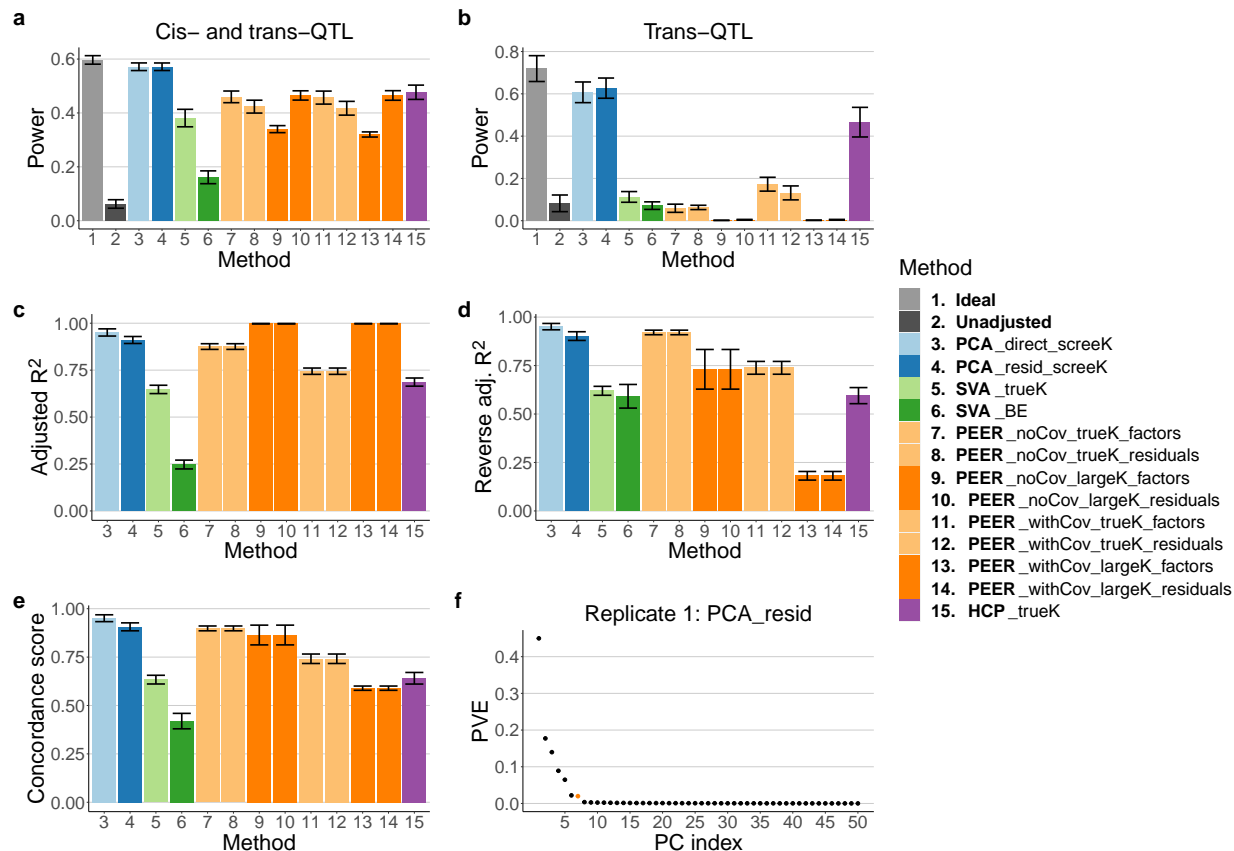 a
Cis− and trans−QTL
0.6
0.4
0.2
0.0
Power
1 2 3 4 5 6 7 8 9 10 11 12 13 14 15
Method
b
Trans−QTL
0.8
0.6
0.4
0.2
0.0
Power
1 2 3 4 5 6 7 8 9 10 11 12 13 14 15
Method
c
1.00
0.75
0.50
0.25
0.00
Adjusted R²
3 4 5 6 7 8 9 10 11 12 13 14 15
Method
d
1.00
0.75
0.50
0.25
0.00
Reverse adj. R²
3 4 5 6 7 8 9 10 11 12 13 14 15
Method
e
1.00
0.75
0.50
0.25
0.00
Concordance score
3 4 5 6 7 8 9 10 11 12 13 14 15
Method
f
Replicate 1: PCA_resid
0.4
0.3
0.2
0.1
0.0
PVE
5 10 15 20 25 30 35 40 45 50
PC index
Method
1. Ideal
2. Unadjusted
3. PCA_direct_screeK
4. PCA_resid_screeK
5. SVA_trueK
6. SVA_BE
7. PEER_noCov_trueK_factors
8. PEER_noCov_trueK_residuals
9. PEER_noCov_largeK_factors
10. PEER_noCov_largeK_residuals
11. PEER_withCov_trueK_factors
12. PEER_withCov_trueK_residuals
13. PEER_withCov_largeK_factors
14. PEER_withCov_largeK_residuals
15. HCP_trueK